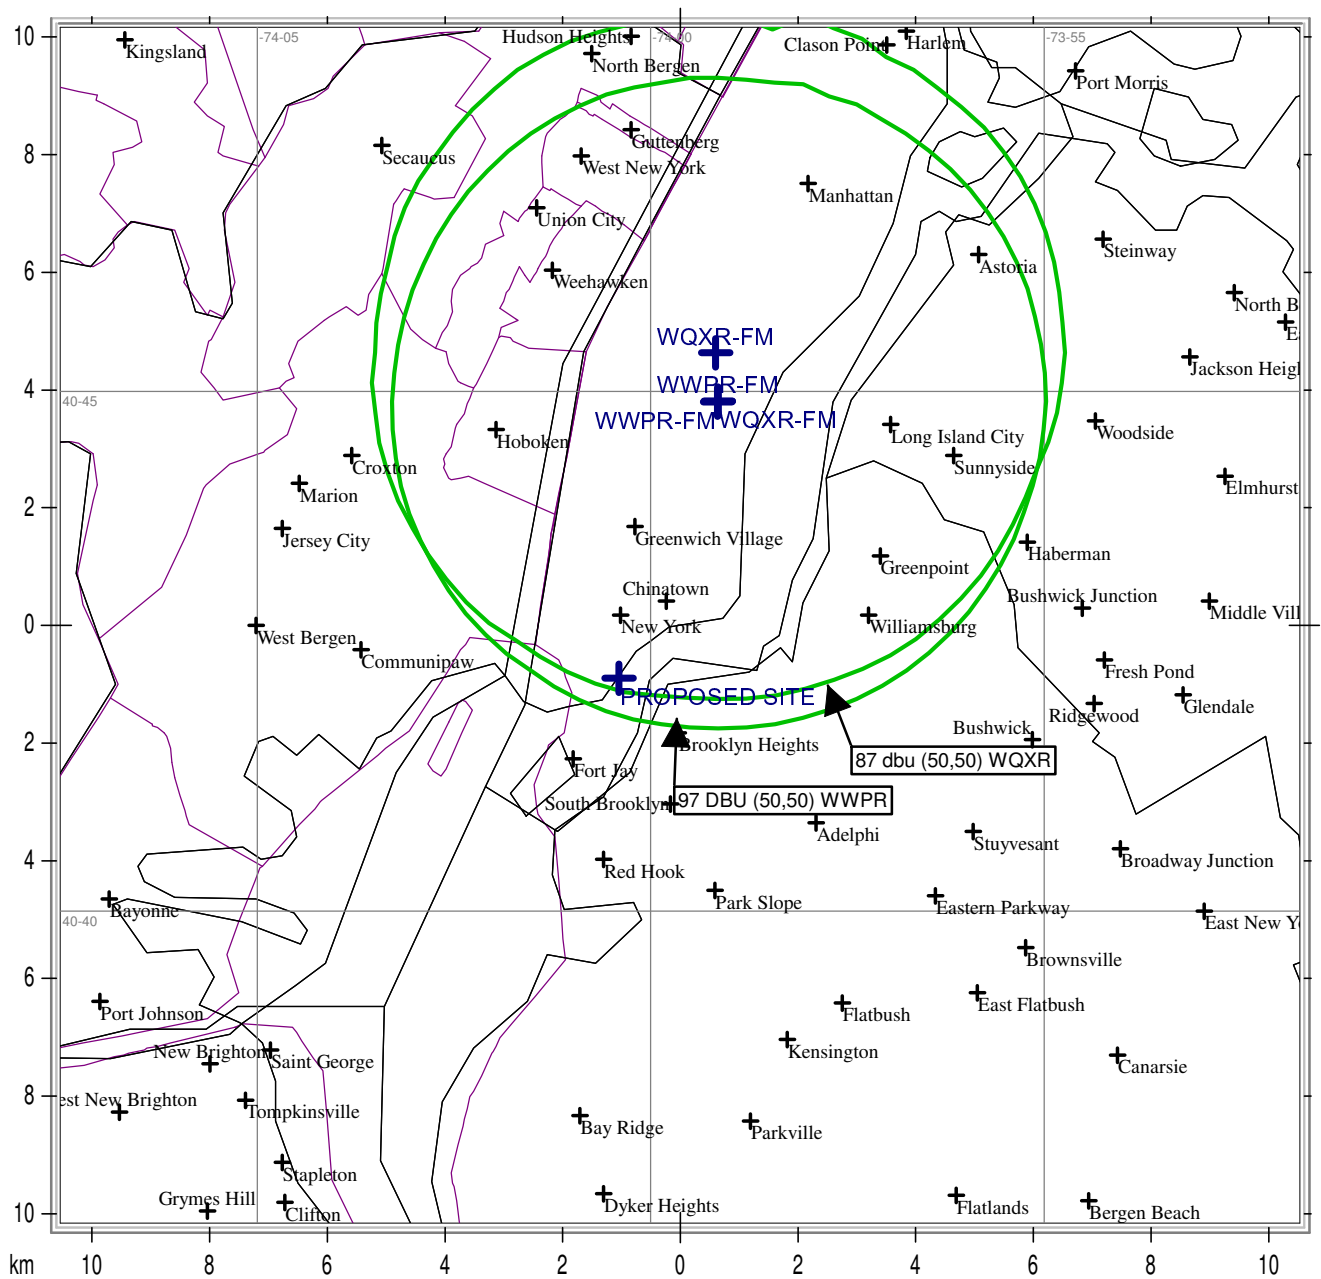 10
Kingsland
-74-05
Hudson Heights
-74-00
Clason Point
Harlem
-73-55
North Bergen
Port Morris
Guttenberg
8
Secaucus
West New York
Manhattan
Union City
Steinway
6
Weehawken
Astoria
North B
E
WQXR-FM
Jackson Heigh
4
40-45
WWPR-FM
WWPR-FM
WQXR-FM
Hoboken
Long Island City
Woodside
Croxton
Sunnyside
Marion
Elmhurst
2
Jersey City
Greenwich Village
Haberman
Greenpoint
Chinatown
Bushwick Junction
Middle Vill
0
West Bergen
New York
Williamsburg
Communipaw
Fresh Pond
PROPOSED SITE
Ridgewood
Glendale
2
Brooklyn Heights
Bushwick
87 dbu (50,50) WQXR
Fort Jay
South Brooklyn
97 DBU (50,50) WWPR
Adelphi
Stuyvesant
4
Red Hook
Broadway Junction
Bayonne
Park Slope
Eastern Parkway
40-40
East New Y
Brownsville
6
Port Johnson
Flatbush
East Flatbush
New Brighton
Saint George
Kensington
Canarsie
8
est New Brighton
Tompkinsville
Bay Ridge
Parkville
Stapleton
Grymes Hill
10
Clifton
Dyker Heights
Flatlands
Bergen Beach
km
10
8
6
4
2
0
2
4
6
8
10